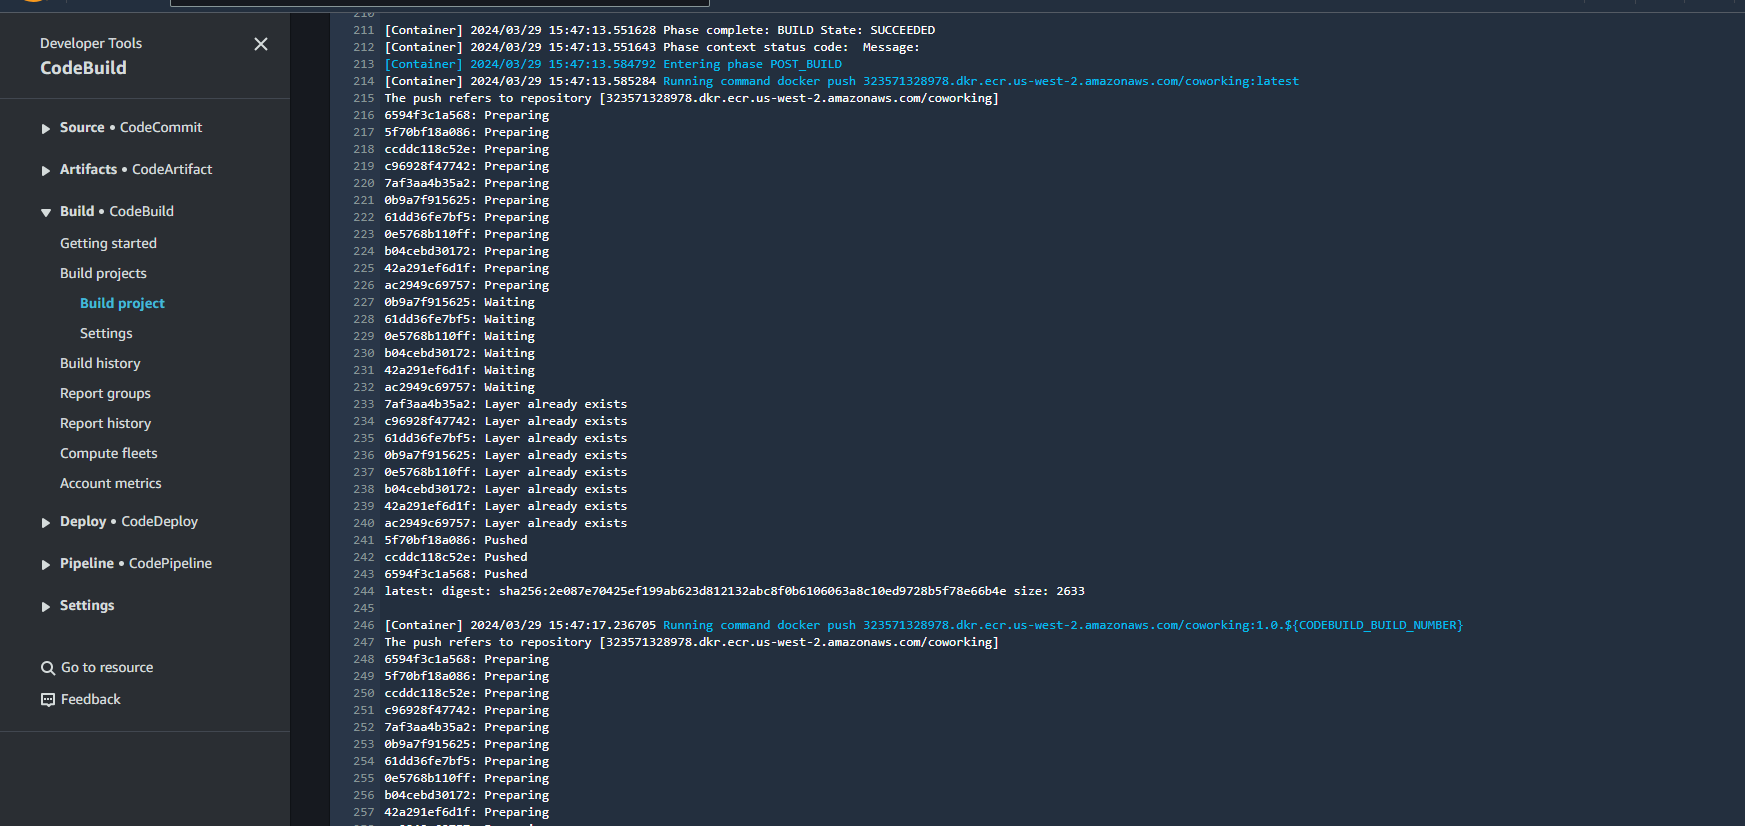 Developer Tools
CodeBuild
Source • CodeCommit
Artifacts • CodeArtifact
Build • CodeBuild
Getting started
Build projects
Build project
Settings
Build history
Report groups
Report history
Compute fleets
Account metrics
Deploy • CodeDeploy
Pipeline • CodePipeline
Settings
Go to resource
Feedback
210
211 [Container] 2024/03/29 15:47:13.551628 Phase complete: BUILD State: SUCCEEDED
212 [Container] 2024/03/29 15:47:13.551643 Phase context status code:  Message:
213 [Container] 2024/03/29 15:47:13.584792 Entering phase POST_BUILD
214 [Container] 2024/03/29 15:47:13.585284 Running command docker push 323571328978.dkr.ecr.us-west-2.amazonaws.com/coworking:latest
215 The push refers to repository [323571328978.dkr.ecr.us-west-2.amazonaws.com/coworking]
216 6594f3c1a568: Preparing
217 5f70bf18a086: Preparing
218 ccddc118c52e: Preparing
219 c96928f47742: Preparing
220 7af3aa4b35a2: Preparing
221 0b9a7f915625: Preparing
222 61dd36fe7bf5: Preparing
223 0e5768b110ff: Preparing
224 b04cebd30172: Preparing
225 42a291ef6d1f: Preparing
226 ac2949c69757: Preparing
227 0b9a7f915625: Waiting
228 61dd36fe7bf5: Waiting
229 0e5768b110ff: Waiting
230 b04cebd30172: Waiting
231 42a291ef6d1f: Waiting
232 ac2949c69757: Waiting
233 7af3aa4b35a2: Layer already exists
234 c96928f47742: Layer already exists
235 61dd36fe7bf5: Layer already exists
236 0b9a7f915625: Layer already exists
237 0e5768b110ff: Layer already exists
238 b04cebd30172: Layer already exists
239 42a291ef6d1f: Layer already exists
240 ac2949c69757: Layer already exists
241 5f70bf18a086: Pushed
242 ccddc118c52e: Pushed
243 6594f3c1a568: Pushed
244 latest: digest: sha256:2e087e70425ef199ab623d812132abc8f0b6106063a8c10ed9728b5f78e66b4e size: 2633
245
246 [Container] 2024/03/29 15:47:17.236705 Running command docker push 323571328978.dkr.ecr.us-west-2.amazonaws.com/coworking:1.0.${CODEBUILD_BUILD_NUMBER}
247 The push refers to repository [323571328978.dkr.ecr.us-west-2.amazonaws.com/coworking]
248 6594f3c1a568: Preparing
249 5f70bf18a086: Preparing
250 ccddc118c52e: Preparing
251 c96928f47742: Preparing
252 7af3aa4b35a2: Preparing
253 0b9a7f915625: Preparing
254 61dd36fe7bf5: Preparing
255 0e5768b110ff: Preparing
256 b04cebd30172: Preparing
257 42a291ef6d1f: Preparing